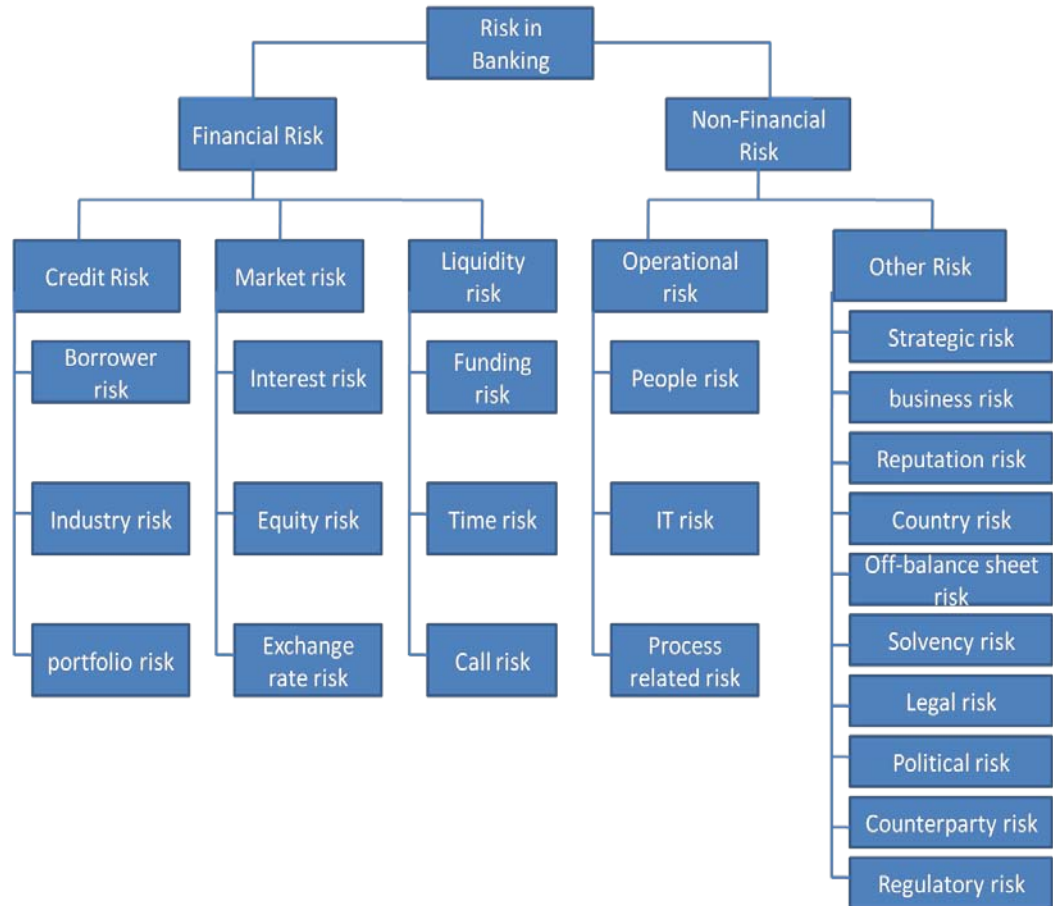 Risk in
Banking
Financial Risk
Non-Financial
Risk
Credit Risk
Market risk
Liquidity
risk
Operational
risk
Other Risk
Borrower
risk
Industry risk
portfolio risk
Interest risk
Equity risk
Exchange
rate risk
Funding
risk
Time risk
Call risk
People risk
IT risk
Process
related risk
Strategic risk
business risk
Reputation risk
Country risk
Off-balance sheet
risk
Solvency risk
Legal risk
Political risk
Counterparty risk
Regulatory risk